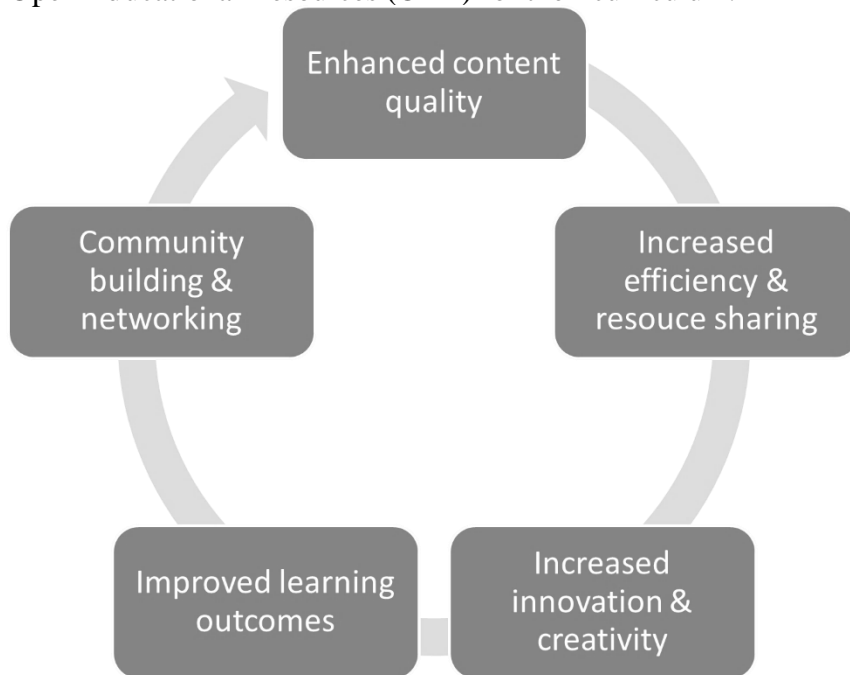 Enhanced content
quality
Increased
efficiency &
resouce sharing
Increased
innovation &
creativity
Improved learning
outcomes
Community
building &
networking